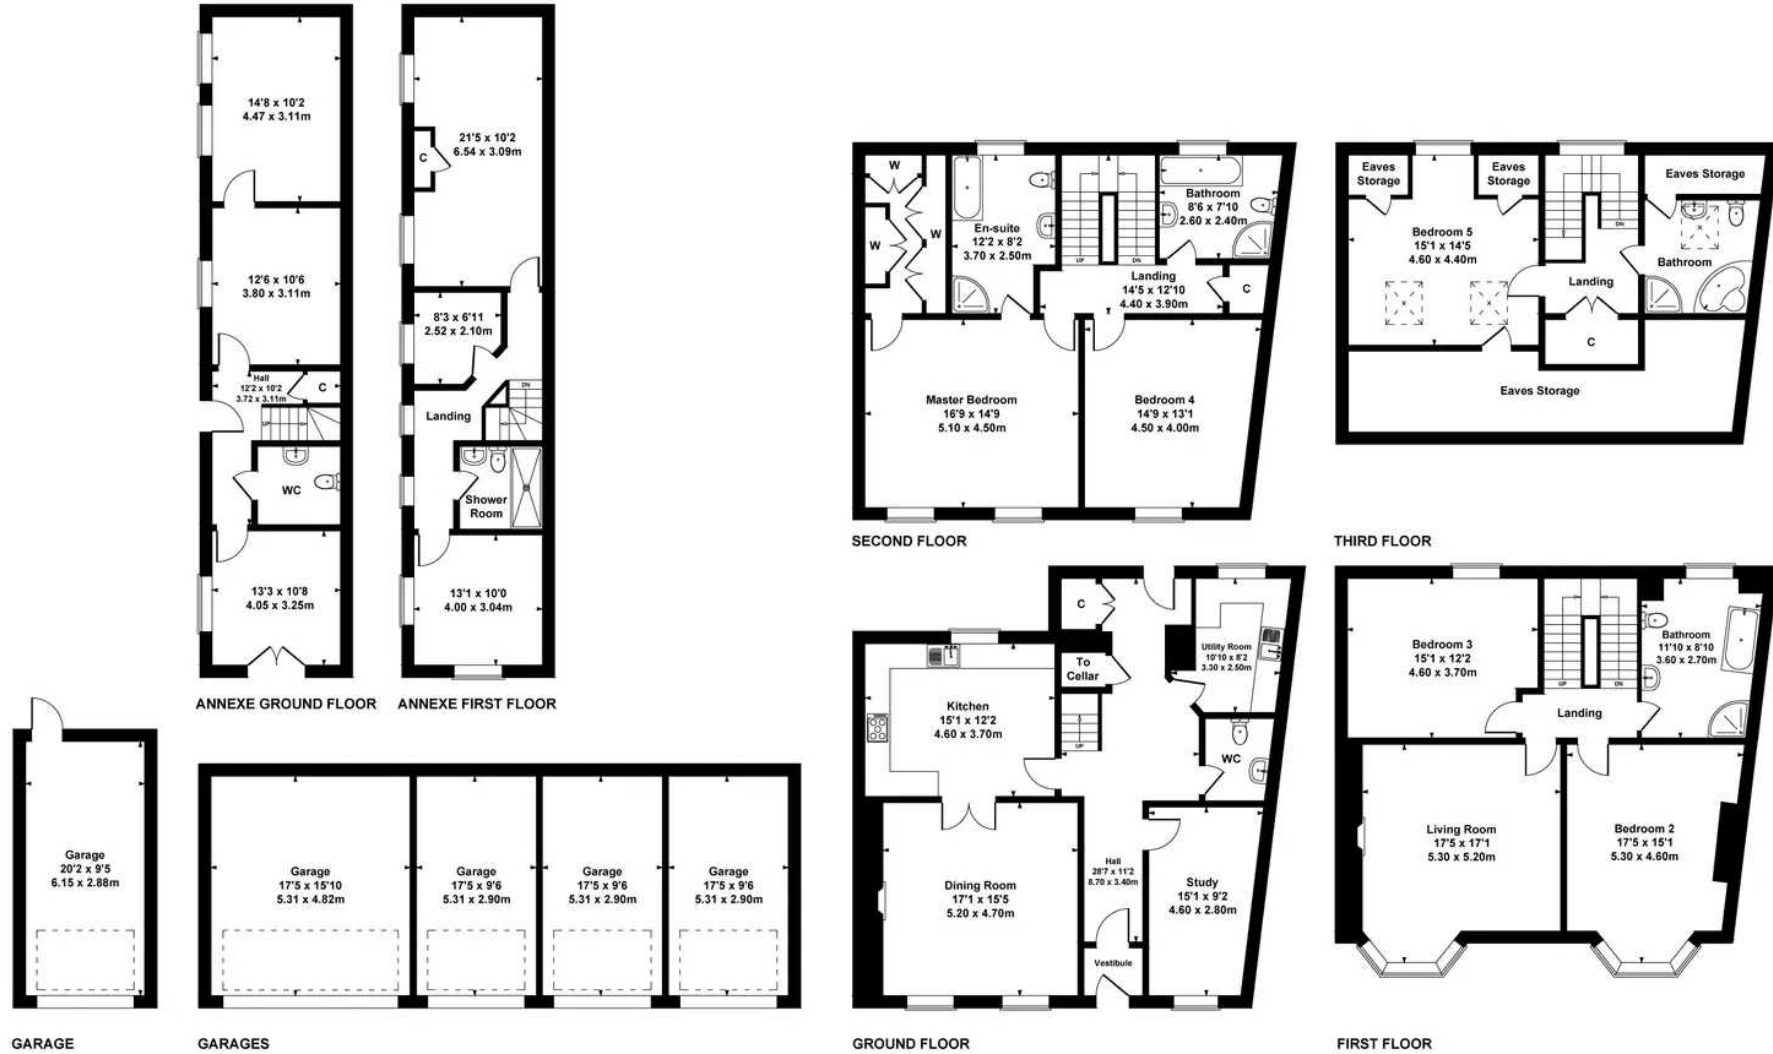 14'8 x 10'2
4.47 x 3.11m
12'6 x 10'6
3.80 x 3.11m
Hall
12'2 x 10'2
3.72 x 3.11m
C
UP
WC
13'3 x 10'8
4.05 x 3.25m
ANNEXE GROUND FLOOR
21'5 x 10'2
6.54 x 3.09m
C
8'3 x 6'11
2.52 x 2.10m
DN
Landing
Shower
Room
13'1 x 10'0
4.00 x 3.04m
ANNEXE FIRST FLOOR
W
W
W
En-suite
12'2 x 8'2
3.70 x 2.50m
UP
DN
Bathroom
8'6 x 7'10
2.60 x 2.40m
Landing
14'5 x 12'10
4.40 x 3.90m
C
Master Bedroom
16'9 x 14'9
5.10 x 4.50m
Bedroom 4
14'9 x 13'1
4.50 x 4.00m
SECOND FLOOR
Eaves
Storage
Eaves
Storage
Eaves Storage
Bedroom 5
15'1 x 14'5
4.60 x 4.40m
DN
Landing
Bathroom
C
Eaves Storage
THIRD FLOOR
Garage
20'2 x 9'5
6.15 x 2.88m
GARAGE
Garage
17'5 x 15'10
5.31 x 4.82m
Garage
17'5 x 9'6
5.31 x 2.90m
Garage
17'5 x 9'6
5.31 x 2.90m
Garage
17'5 x 9'6
5.31 x 2.90m
GARAGES
C
To
Cellar
Utility Room
10'10 x 8'2
3.30 x 2.50m
Kitchen
15'1 x 12'2
4.60 x 3.70m
UP
WC
Dining Room
17'1 x 15'5
5.20 x 4.70m
Hall
28'7 x 11'2
8.70 x 3.40m
Study
15'1 x 9'2
4.60 x 2.80m
Vestibule
GROUND FLOOR
Bedroom 3
15'1 x 12'2
4.60 x 3.70m
UP
DN
Bathroom
11'10 x 8'10
3.60 x 2.70m
Landing
Living Room
17'5 x 17'1
5.30 x 5.20m
Bedroom 2
17'5 x 15'1
5.30 x 4.60m
FIRST FLOOR